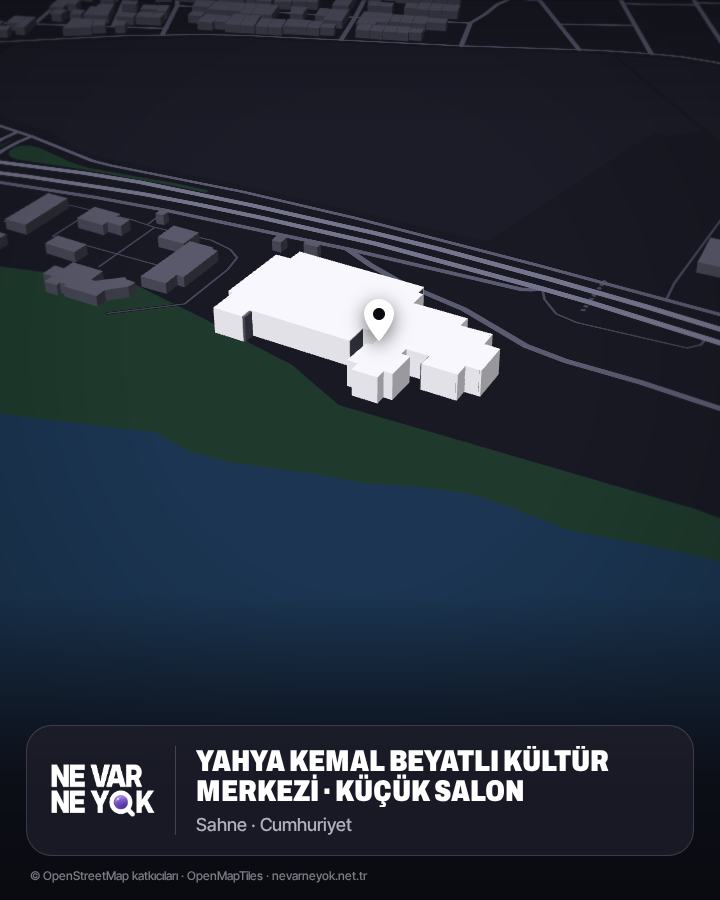 NE VAR
NE YOK
YAHYA KEMAL BEYATLI KÜLTÜR
MERKEZİ · KÜÇÜK SALON
Sahne · Cumhuriyet
© OpenStreetMap katkıcıları · OpenMapTiles · nevarneyok.net.tr